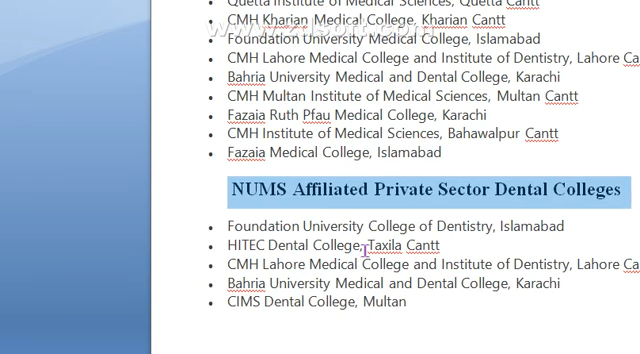 Quetta Institute of Medical Sciences, Quetta Cantt
CMH Kharian Medical College, Kharian Cantt
Foundation University Medical College, Islamabad
CMH Lahore Medical College and Institute of Dentistry, Lahore Ca
Bahria University Medical and Dental College, Karachi
CMH Multan Institute of Medical Sciences, Multan Cantt
Fazaia Ruth Pfau Medical College, Karachi
CMH Institute of Medical Sciences, Bahawalpur Cantt
Fazaia Medical College, Islamabad
NUMS Affiliated Private Sector Dental Colleges
Foundation University College of Dentistry, Islamabad
HITEC Dental College, Taxila Cantt
CMH Lahore Medical College and Institute of Dentistry, Lahore Ca
Bahria University Medical and Dental College, Karachi
CIMS Dental College, Multan